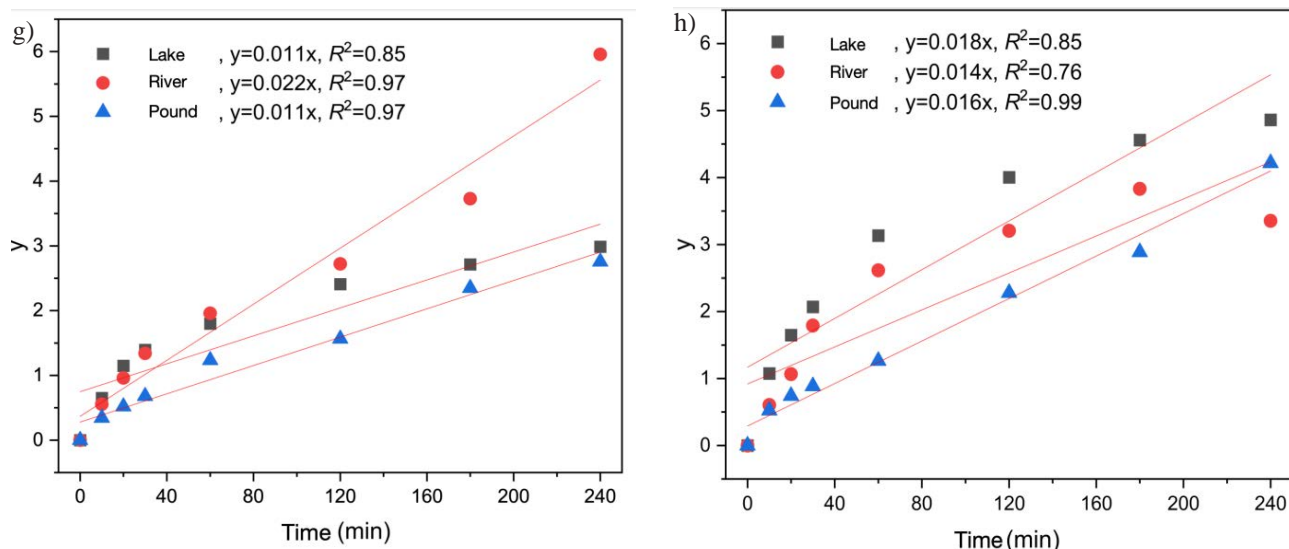 g)
Lake , y=0.011x, R²=0.85
River , y=0.022x, R²=0.97
Pound , y=0.011x, R²=0.97
6
5
4
3
2
1
0
y
0 40 80 120 160 200 240
Time (min)
h)
Lake , y=0.018x, R²=0.85
River , y=0.014x, R²=0.76
Pound , y=0.016x, R²=0.99
6
5
4
3
2
1
0
y
0 40 80 120 160 200 240
Time (min)